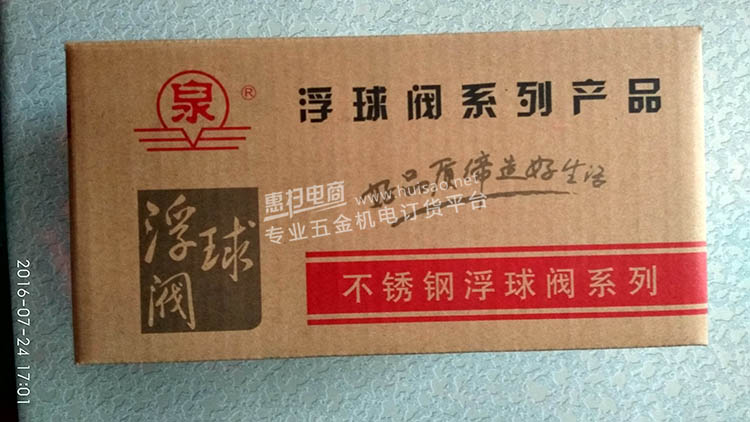 泉®
浮球阀系列产品
好品质缔造好生活
惠扫电商
www.huisao.net
专业五金机电订货平台
浮球阀
不锈钢浮球阀系列
2016-07-24 17:01